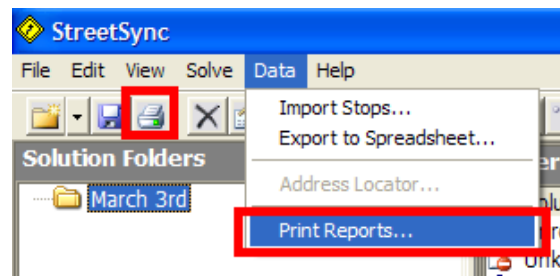 StreetSync
File Edit View Solve Data Help
Import Stops...
Export to Spreadsheet...
Solution Folders
Address Locator...
March 3rd
Print Reports...